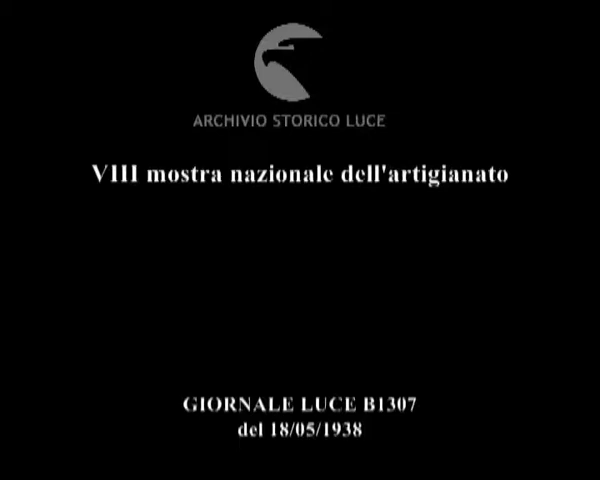 ARCHIVIO STORICO LUCE
VIII mostra nazionale dell'artigianato
GIORNALE LUCE B1307
del 18/05/1938